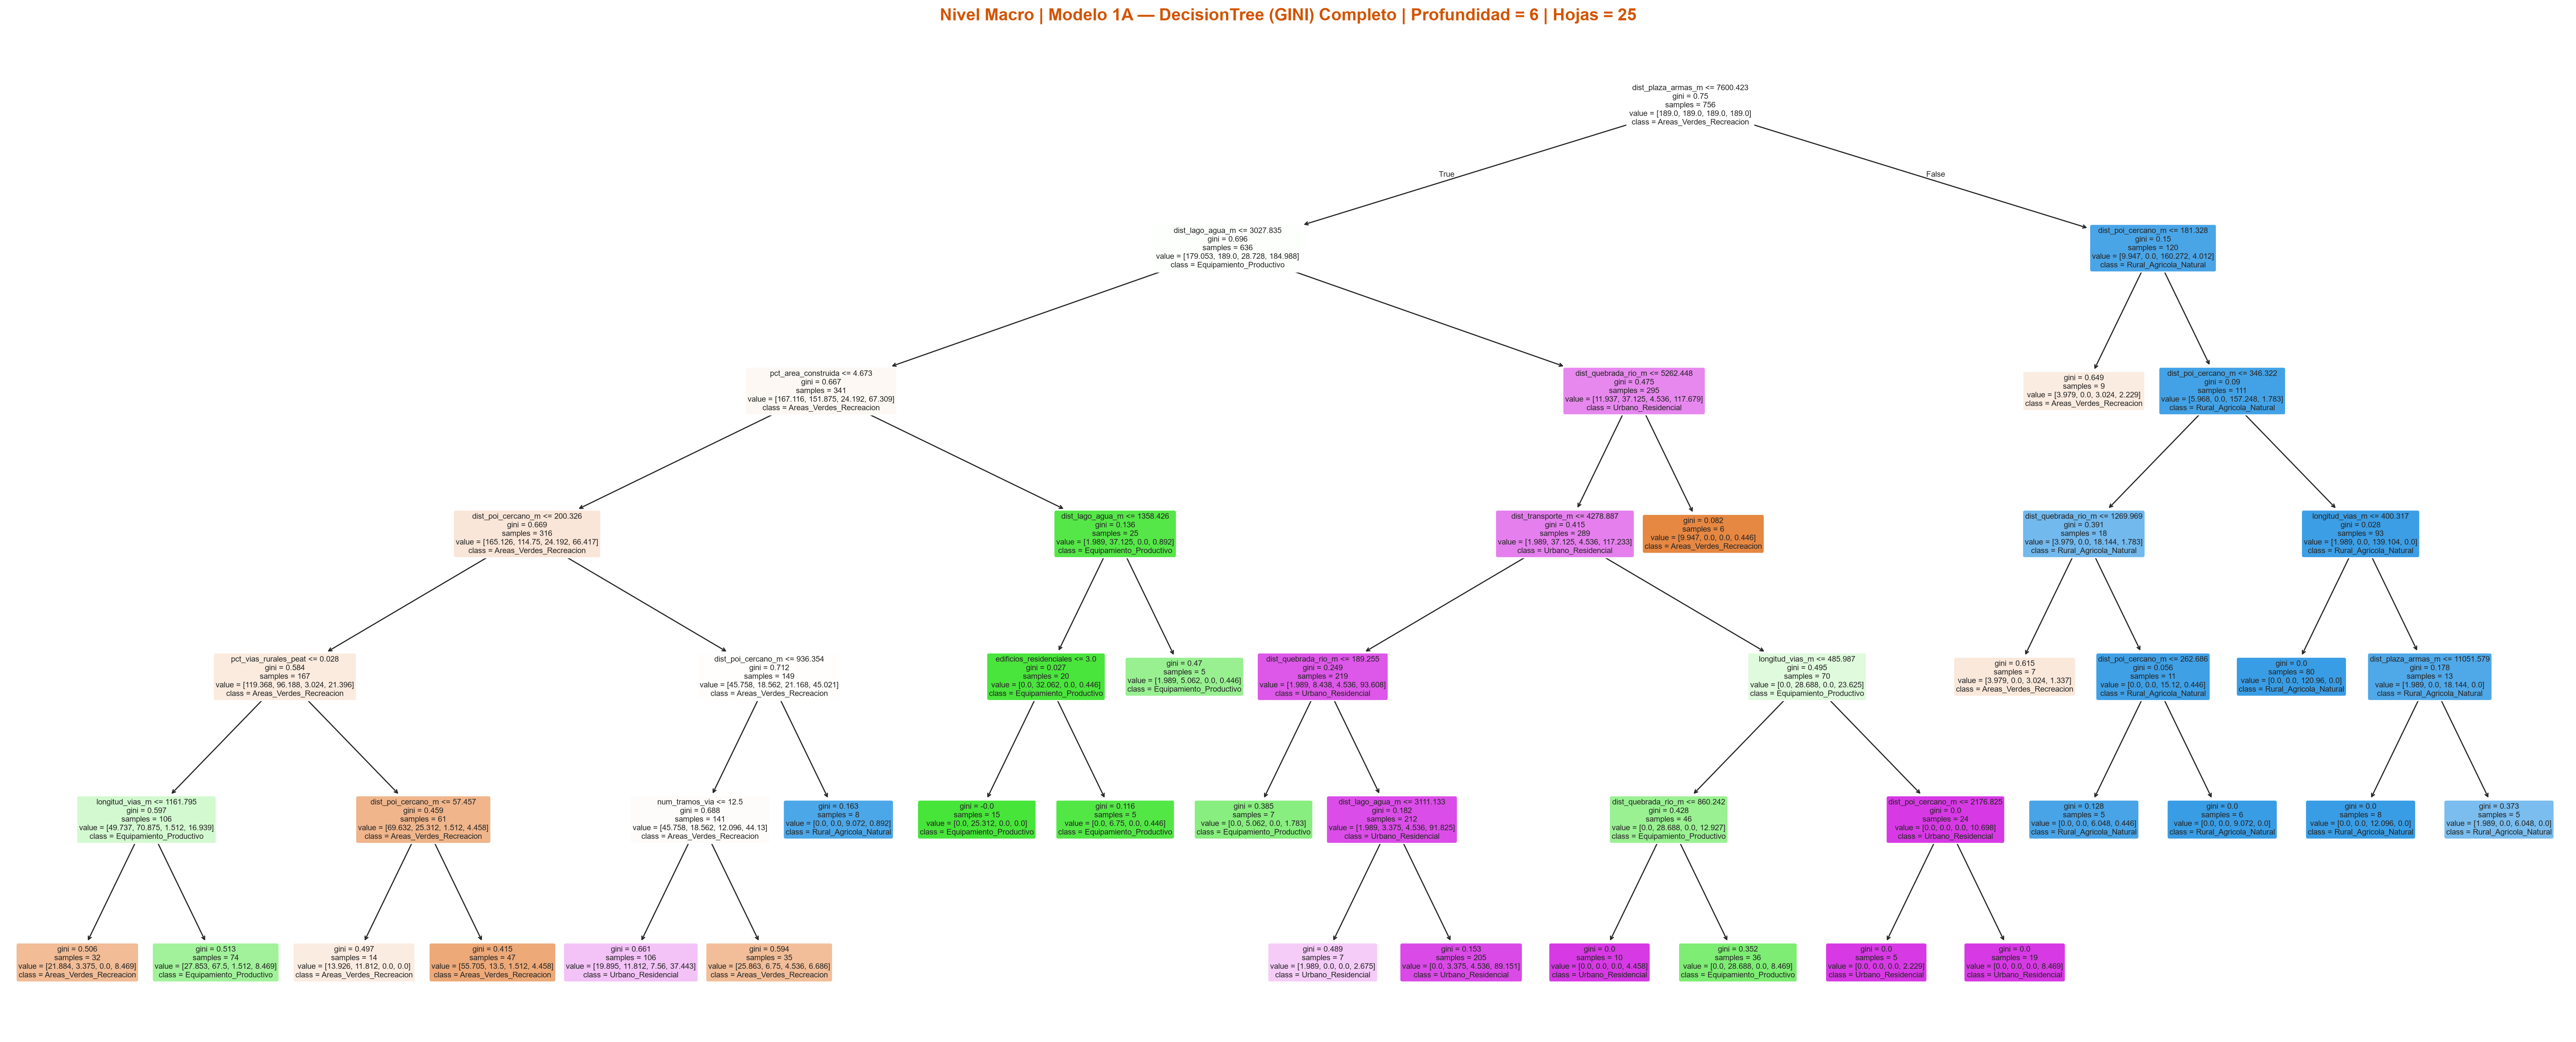 Nivel Macro | Modelo 1A — DecisionTree (GINI) Completo | Profundidad = 6 | Hojas = 25
dist_plaza_armas_m <= 7600.423
gini = 0.75
samples = 756
value = [189.0, 189.0, 189.0, 189.0]
class = Areas_Verdes_Recreacion
True
False
dist_lago_agua_m <= 3027.835
gini = 0.696
samples = 636
value = [179.053, 189.0, 28.728, 184.988]
class = Equipamiento_Productivo
dist_poi_cercano_m <= 181.328
gini = 0.15
samples = 120
value = [9.947, 0.0, 160.272, 4.012]
class = Rural_Agricola_Natural
pct_area_construida <= 4.673
gini = 0.667
samples = 341
value = [167.116, 151.875, 24.192, 67.309]
class = Areas_Verdes_Recreacion
dist_quebrada_rio_m <= 5262.448
gini = 0.475
samples = 295
value = [11.937, 37.125, 4.536, 117.679]
class = Urbano_Residencial
gini = 0.649
samples = 9
value = [3.979, 0.0, 3.024, 2.229]
class = Areas_Verdes_Recreacion
dist_poi_cercano_m <= 346.322
gini = 0.09
samples = 111
value = [5.968, 0.0, 157.248, 1.783]
class = Rural_Agricola_Natural
dist_poi_cercano_m <= 200.326
gini = 0.669
samples = 316
value = [165.126, 114.75, 24.192, 66.417]
class = Areas_Verdes_Recreacion
dist_lago_agua_m <= 1358.426
gini = 0.136
samples = 25
value = [1.989, 37.125, 0.0, 0.892]
class = Equipamiento_Productivo
dist_transporte_m <= 4278.887
gini = 0.415
samples = 289
value = [1.989, 37.125, 4.536, 117.233]
class = Urbano_Residencial
gini = 0.082
samples = 6
value = [9.947, 0.0, 0.0, 0.446]
class = Areas_Verdes_Recreacion
dist_quebrada_rio_m <= 1269.969
gini = 0.391
samples = 18
value = [3.979, 0.0, 18.144, 1.783]
class = Rural_Agricola_Natural
longitud_vias_m <= 400.317
gini = 0.028
samples = 93
value = [1.989, 0.0, 139.104, 0.0]
class = Rural_Agricola_Natural
pct_vias_rurales_peat <= 0.028
gini = 0.584
samples = 167
value = [119.368, 96.188, 3.024, 21.396]
class = Areas_Verdes_Recreacion
dist_poi_cercano_m <= 936.354
gini = 0.712
samples = 149
value = [45.758, 18.562, 21.168, 45.021]
class = Areas_Verdes_Recreacion
edificios_residenciales <= 3.0
gini = 0.027
samples = 20
value = [0.0, 32.062, 0.0, 0.446]
class = Equipamiento_Productivo
gini = 0.47
samples = 5
value = [1.989, 5.062, 0.0, 0.446]
class = Equipamiento_Productivo
dist_quebrada_rio_m <= 189.255
gini = 0.249
samples = 219
value = [1.989, 8.438, 4.536, 93.608]
class = Urbano_Residencial
longitud_vias_m <= 485.987
gini = 0.495
samples = 70
value = [0.0, 28.688, 0.0, 23.625]
class = Equipamiento_Productivo
gini = 0.615
samples = 7
value = [3.979, 0.0, 3.024, 1.337]
class = Areas_Verdes_Recreacion
dist_poi_cercano_m <= 262.686
gini = 0.056
samples = 11
value = [0.0, 0.0, 15.12, 0.446]
class = Rural_Agricola_Natural
gini = 0.0
samples = 80
value = [0.0, 0.0, 120.96, 0.0]
class = Rural_Agricola_Natural
dist_plaza_armas_m <= 11051.579
gini = 0.178
samples = 13
value = [1.989, 0.0, 18.144, 0.0]
class = Rural_Agricola_Natural
longitud_vias_m <= 1161.795
gini = 0.597
samples = 106
value = [49.737, 70.875, 1.512, 16.939]
class = Equipamiento_Productivo
dist_poi_cercano_m <= 57.457
gini = 0.459
samples = 61
value = [69.632, 25.312, 1.512, 4.458]
class = Areas_Verdes_Recreacion
num_tramos_via <= 12.5
gini = 0.688
samples = 141
value = [45.758, 18.562, 12.096, 44.13]
class = Areas_Verdes_Recreacion
gini = 0.163
samples = 8
value = [0.0, 0.0, 9.072, 0.892]
class = Rural_Agricola_Natural
gini = -0.0
samples = 15
value = [0.0, 25.312, 0.0, 0.0]
class = Equipamiento_Productivo
gini = 0.116
samples = 5
value = [0.0, 6.75, 0.0, 0.446]
class = Equipamiento_Productivo
gini = 0.385
samples = 7
value = [0.0, 5.062, 0.0, 1.783]
class = Equipamiento_Productivo
dist_lago_agua_m <= 3111.133
gini = 0.182
samples = 212
value = [1.989, 3.375, 4.536, 91.825]
class = Urbano_Residencial
dist_quebrada_rio_m <= 860.242
gini = 0.428
samples = 46
value = [0.0, 28.688, 0.0, 12.927]
class = Equipamiento_Productivo
dist_poi_cercano_m <= 2176.825
gini = 0.0
samples = 24
value = [0.0, 0.0, 0.0, 10.698]
class = Urbano_Residencial
gini = 0.128
samples = 5
value = [0.0, 0.0, 6.048, 0.446]
class = Rural_Agricola_Natural
gini = 0.0
samples = 6
value = [0.0, 0.0, 9.072, 0.0]
class = Rural_Agricola_Natural
gini = 0.0
samples = 8
value = [0.0, 0.0, 12.096, 0.0]
class = Rural_Agricola_Natural
gini = 0.373
samples = 5
value = [1.989, 0.0, 6.048, 0.0]
class = Rural_Agricola_Natural
gini = 0.506
samples = 32
value = [21.884, 3.375, 0.0, 8.469]
class = Areas_Verdes_Recreacion
gini = 0.513
samples = 74
value = [27.853, 67.5, 1.512, 8.469]
class = Equipamiento_Productivo
gini = 0.497
samples = 14
value = [13.926, 11.812, 0.0, 0.0]
class = Areas_Verdes_Recreacion
gini = 0.415
samples = 47
value = [55.705, 13.5, 1.512, 4.458]
class = Areas_Verdes_Recreacion
gini = 0.661
samples = 106
value = [19.895, 11.812, 7.56, 37.443]
class = Urbano_Residencial
gini = 0.594
samples = 35
value = [25.863, 6.75, 4.536, 6.686]
class = Areas_Verdes_Recreacion
gini = 0.489
samples = 7
value = [1.989, 0.0, 0.0, 2.675]
class = Urbano_Residencial
gini = 0.153
samples = 205
value = [0.0, 3.375, 4.536, 89.151]
class = Urbano_Residencial
gini = 0.0
samples = 10
value = [0.0, 0.0, 0.0, 4.458]
class = Urbano_Residencial
gini = 0.352
samples = 36
value = [0.0, 28.688, 0.0, 8.469]
class = Equipamiento_Productivo
gini = 0.0
samples = 5
value = [0.0, 0.0, 0.0, 2.229]
class = Urbano_Residencial
gini = 0.0
samples = 19
value = [0.0, 0.0, 0.0, 8.469]
class = Urbano_Residencial